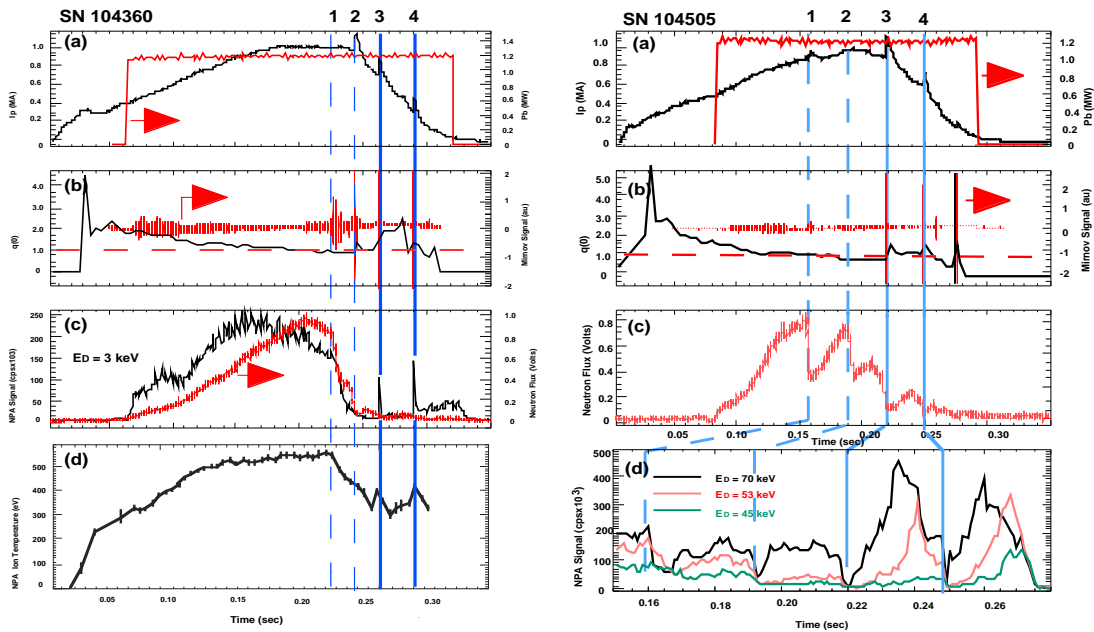 SN 104360
1 2 3 4
(a)
Ip (MA)
1.0
0.8
0.6
0.4
0.2
0
1.4
1.2
1.0
0.8
0.6
0.4
0.2
0
Pb (MW)
(b)
q(0)
4.0
3.0
2.0
1.0
0
2
1
0
-1
-2
Mirnov Signal (au)
(c)
ED = 3 keV
NPA Signal (cpsx103)
250
200
150
100
50
0
1.0
0.8
0.6
0.4
0.2
0
Neutron Flux (Volts)
(d)
NPA Ion Temperature (eV)
500
400
300
200
100
0
0.05 0.10 0.15 0.20 0.25 0.30
Time (sec)
SN 104505
1 2 3 4
(a)
Ip (MA)
1.0
0.8
0.6
0.4
0.2
0
1.2
1.0
0.8
0.6
0.4
0.2
0
Pb (MW)
(b)
q(0)
5.0
4.0
3.0
2.0
1.0
0
2
1
0
-1
-2
Mirnov Signal (au)
(c)
Neutron Flux (Volts)
0.8
0.6
0.4
0.2
0
0.05 0.10 0.15 0.20 0.25 0.30
Time (sec)
(d)
ED = 70 keV
ED = 53 keV
ED = 45 keV
NPA Signal (cpsx10-3)
500
400
300
200
100
0
0.16 0.18 0.20 0.22 0.24 0.26
Time (sec)